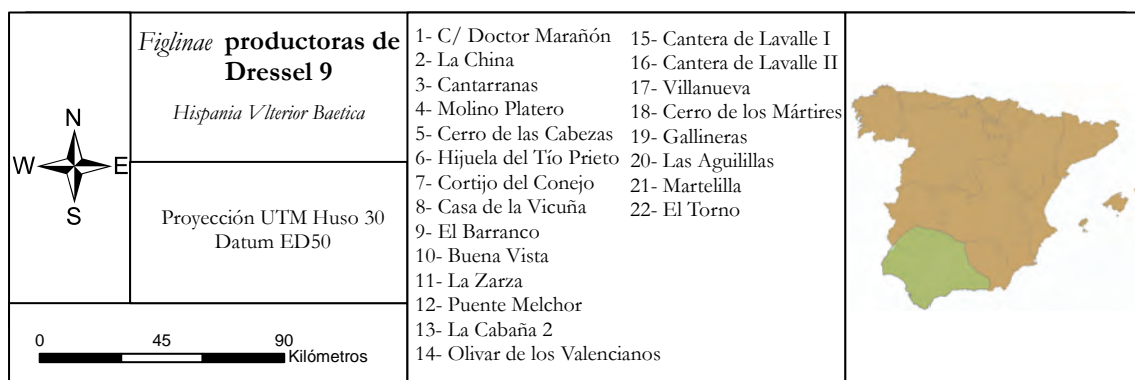 Figlinae productoras de
Dressel 9
Hispania Vlterior Baetica
N
W E
S
Proyección UTM Huso 30
Datum ED50
0 45 90
Kilómetros
1- C/ Doctor Marañón
2- La China
3- Cantarranas
4- Molino Platero
5- Cerro de las Cabezas
6- Hijuela del Tío Prieto
7- Cortijo del Conejo
8- Casa de la Vicuña
9- El Barranco
10- Buena Vista
11- La Zarza
12- Puente Melchor
13- La Cabaña 2
14- Olivar de los Valencianos
15- Cantera de Lavalle I
16- Cantera de Lavalle II
17- Villanueva
18- Cerro de los Mártires
19- Gallineras
20- Las Aguilillas
21- Martelilla
22- El Torno